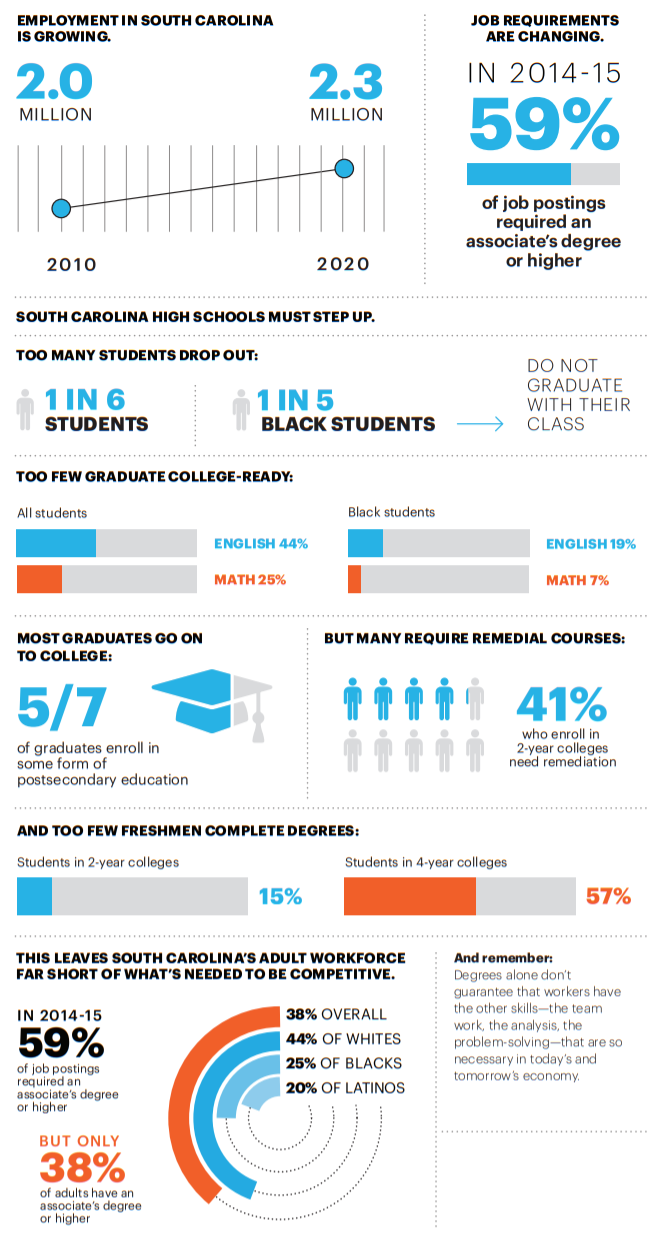 EMPLOYMENT IN SOUTH CAROLINA
IS GROWING.
2.0
MILLION
2.3
MILLION
2010
2020
JOB REQUIREMENTS
ARE CHANGING.
IN 2014-15
59%
of job postings
required an
associate's degree
or higher
SOUTH CAROLINA HIGH SCHOOLS MUST STEP UP.
TOO MANY STUDENTS DROP OUT:
1 IN 6
STUDENTS
1 IN 5
BLACK STUDENTS
DO NOT
GRADUATE
WITH THEIR
CLASS
TOO FEW GRADUATE COLLEGE-READY:
All students
ENGLISH 44%
MATH 25%
Black students
ENGLISH 19%
MATH 7%
MOST GRADUATES GO ON
TO COLLEGE:
5/7
of graduates enroll in
some form of
postsecondary education
BUT MANY REQUIRE REMEDIAL COURSES:
41%
who enroll in
2-year colleges
need remediation
AND TOO FEW FRESHMEN COMPLETE DEGREES:
Students in 2-year colleges
15%
Students in 4-year colleges
57%
THIS LEAVES SOUTH CAROLINA'S ADULT WORKFORCE
FAR SHORT OF WHAT'S NEEDED TO BE COMPETITIVE.
IN 2014-15
59%
of job postings
required an
associate's degree
or higher
BUT ONLY
38%
of adults have an
associate's degree
or higher
38% OVERALL
44% OF WHITES
25% OF BLACKS
20% OF LATINOS
And remember:
Degrees alone don't
guarantee that workers have
the other skills—the team
work, the analysis, the
problem-solving—that are so
necessary in today's and
tomorrow's economy.